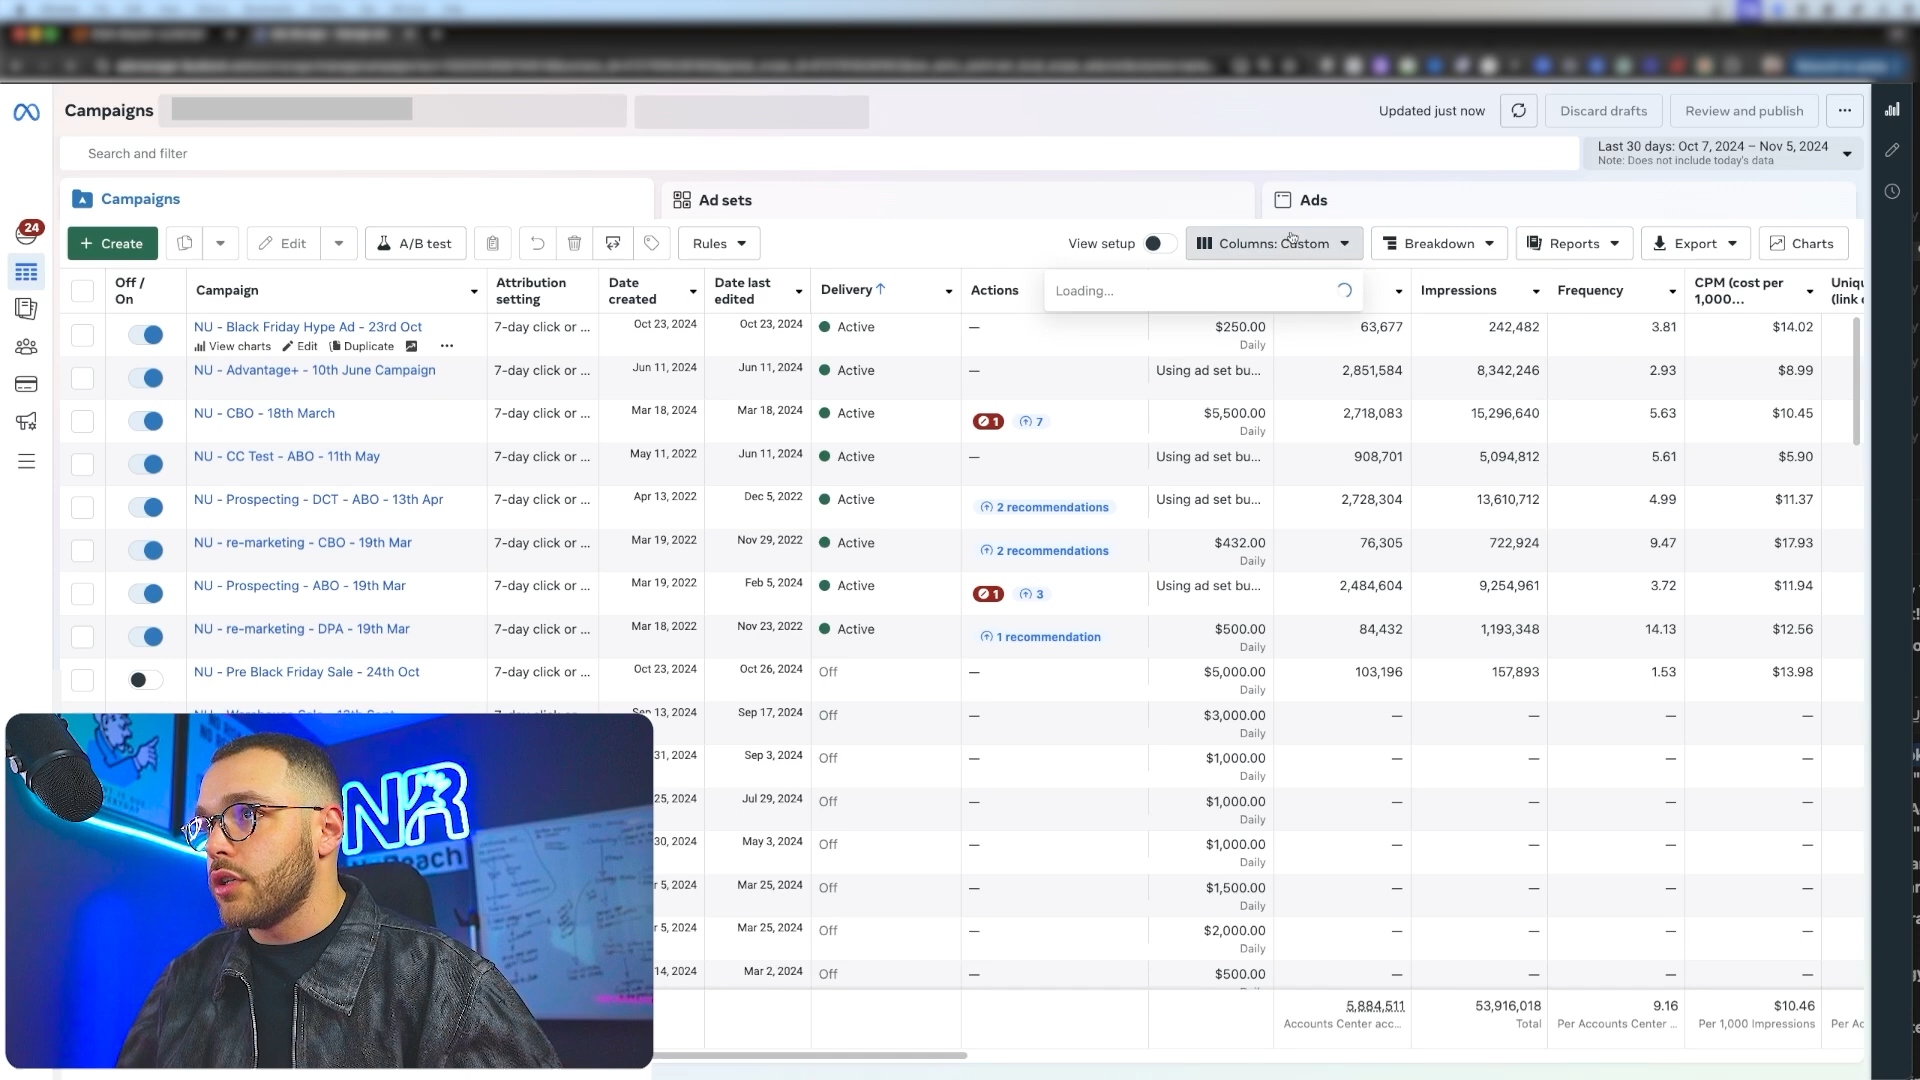 Campaigns
Updated just now
Discard drafts
Review and publish
Search and filter
Last 30 days: Oct 7, 2024 – Nov 5, 2024
Note: Does not include today's data
Campaigns
Ad sets
Ads
24
+ Create
Edit
A/B test
Rules
View setup
Columns: Custom
Breakdown
Reports
Export
Charts
Off / On
Campaign
Attribution setting
Date created
Date last edited
Delivery ↑
Actions
Loading...
Impressions
Frequency
CPM (cost per 1,000...
NU - Black Friday Hype Ad - 23rd Oct
View charts Edit Duplicate
7-day click or ... Oct 23, 2024 Oct 23, 2024 Active — $250.00 Daily 63,677 242,482 3.81 $14.02
NU - Advantage+ - 10th June Campaign 7-day click or ... Jun 11, 2024 Jun 11, 2024 Active — Using ad set bu... 2,851,584 8,342,246 2.93 $8.99
NU - CBO - 18th March 7-day click or ... Mar 18, 2024 Mar 18, 2024 Active 1 7 $5,500.00 Daily 2,718,083 15,296,640 5.63 $10.45
NU - CC Test - ABO - 11th May 7-day click or ... May 11, 2022 Jun 11, 2024 Active — Using ad set bu... 908,701 5,094,812 5.61 $5.90
NU - Prospecting - DCT - ABO - 13th Apr 7-day click or ... Apr 13, 2022 Dec 5, 2022 Active 2 recommendations Using ad set bu... 2,728,304 13,610,712 4.99 $11.37
NU - re-marketing - CBO - 19th Mar 7-day click or ... Mar 19, 2022 Nov 29, 2022 Active 2 recommendations $432.00 Daily 76,305 722,924 9.47 $17.93
NU - Prospecting - ABO - 19th Mar 7-day click or ... Mar 19, 2022 Feb 5, 2024 Active 1 3 Using ad set bu... 2,484,604 9,254,961 3.72 $11.94
NU - re-marketing - DPA - 19th Mar 7-day click or ... Mar 18, 2022 Nov 23, 2022 Active 1 recommendation $500.00 Daily 84,432 1,193,348 14.13 $12.56
NU - Pre Black Friday Sale - 24th Oct 7-day click or ... Oct 23, 2024 Oct 26, 2024 Off — $5,000.00 Daily 103,196 157,893 1.53 $13.98
13, 2024 Sep 17, 2024 Off — $3,000.00 Daily — — — —
31, 2024 Sep 3, 2024 Off — $1,000.00 Daily — — — —
25, 2024 Jul 29, 2024 Off — $1,000.00 Daily — — — —
30, 2024 May 3, 2024 Off — $1,000.00 Daily — — — —
r 5, 2024 Mar 25, 2024 Off — $1,500.00 Daily — — — —
r 5, 2024 Mar 25, 2024 Off — $2,000.00 Daily — — — —
14, 2024 Mar 2, 2024 Off — $500.00 — — — —
5,884,511 53,916,018 9.16 $10.46
Accounts Center acc... Total Per Accounts Center ... Per 1,000 Impressions Per Ac
NR